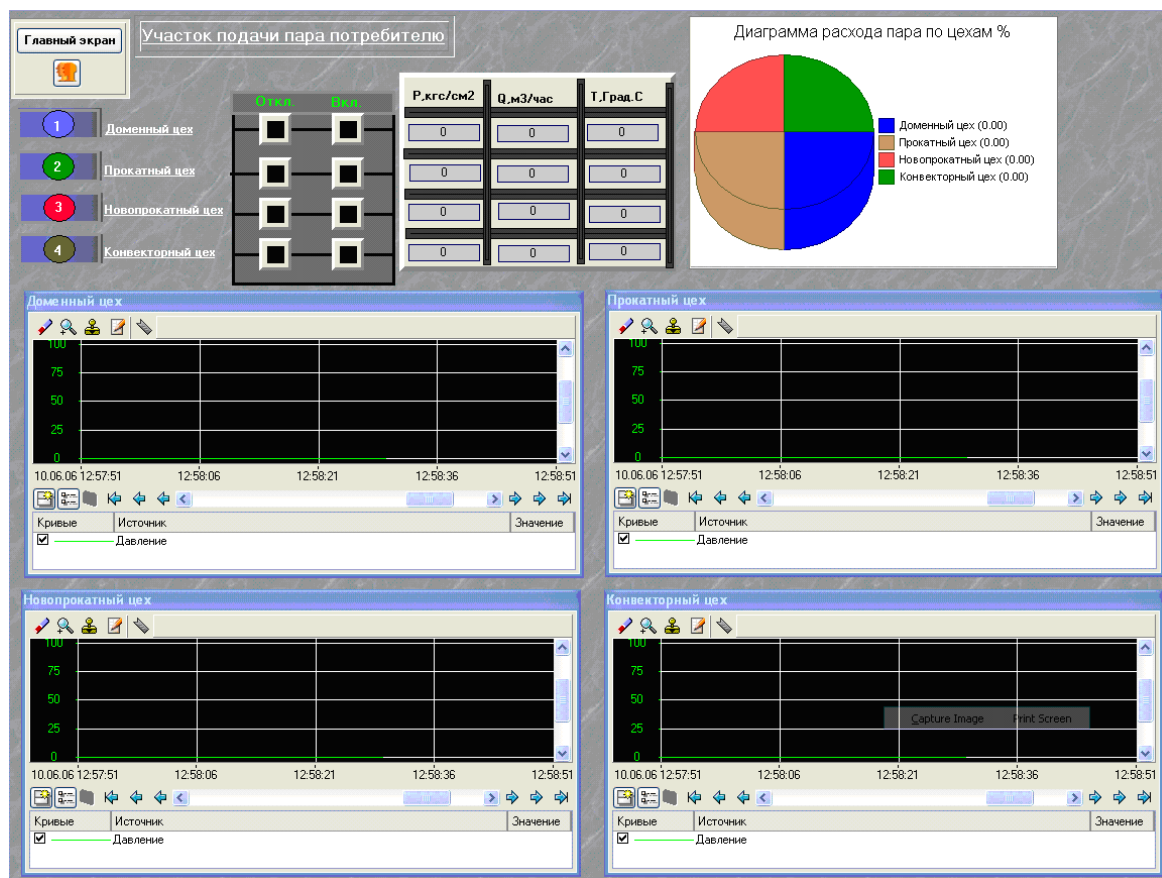 Главный экран
Участок подачи пара потребителю
Диаграмма расхода пара по цехам %
Откл. Вкл.
P,кгс/см2 Q,м3/час T,Град.С
1 Доменный цех
0 0 0
2 Прокатный цех
0 0 0
3 Новопрокатный цех
0 0 0
4 Конвекторный цех
0 0 0
Доменный цех (0.00)
Прокатный цех (0.00)
Новопрокатный цех (0.00)
Конвекторный цех (0.00)
Доменный цех
100
75
50
25
0
10.06.06 12:57:51 12:58:06 12:58:21 12:58:36 12:58:51
Кривые Источник Значение
Давление
Прокатный цех
100
75
50
25
0
10.06.06 12:57:51 12:58:06 12:58:21 12:58:36 12:58:51
Кривые Источник Значение
Давление
Новопрокатный цех
100
75
50
25
0
10.06.06 12:57:51 12:58:06 12:58:21 12:58:36 12:58:51
Кривые Источник Значение
Давление
Конвекторный цех
100
75
50
Capture Image Print Screen
25
0
10.06.06 12:57:51 12:58:06 12:58:21 12:58:36 12:58:51
Кривые Источник Значение
Давление